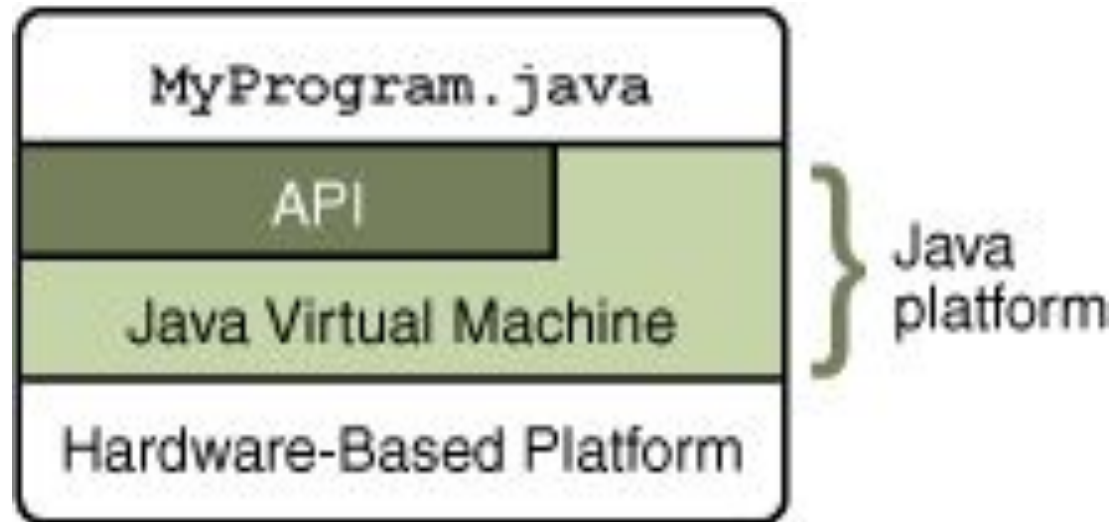 MyProgram.java
API
Java Virtual Machine
Java
platform
Hardware-Based Platform